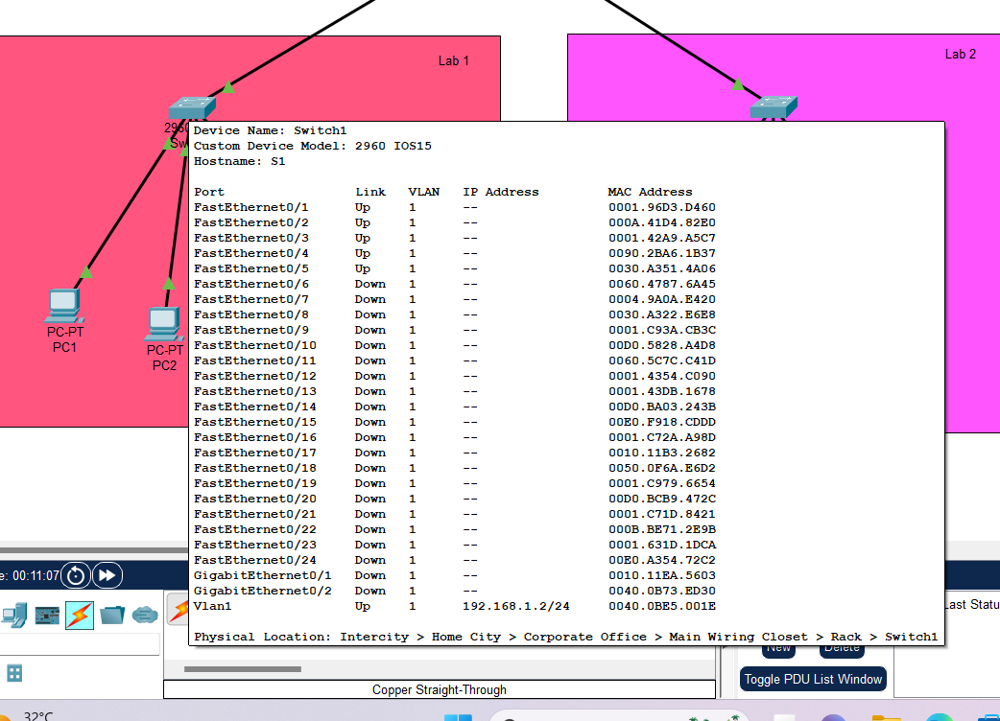 Lab 1
Lab 2
Device Name: Switch1
Custom Device Model: 2960 IOS15
Hostname: S1
Port Link VLAN IP Address MAC Address
FastEthernet0/1 Up 1 -- 0001.96D3.D460
FastEthernet0/2 Up 1 -- 000A.41D4.82E0
FastEthernet0/3 Up 1 -- 0001.42A9.A5C7
FastEthernet0/4 Up 1 -- 0090.2BA6.1B37
FastEthernet0/5 Up 1 -- 0030.A351.4A06
FastEthernet0/6 Down 1 -- 0060.4787.6A45
FastEthernet0/7 Down 1 -- 0004.9A0A.E420
FastEthernet0/8 Down 1 -- 0030.A322.E6E8
FastEthernet0/9 Down 1 -- 0001.C93A.CB3C
FastEthernet0/10 Down 1 -- 00D0.5828.A4D8
FastEthernet0/11 Down 1 -- 0060.5C7C.C41D
FastEthernet0/12 Down 1 -- 0001.4354.C090
FastEthernet0/13 Down 1 -- 0001.43DB.1678
FastEthernet0/14 Down 1 -- 00D0.BA03.243B
FastEthernet0/15 Down 1 -- 00E0.F918.CDDD
FastEthernet0/16 Down 1 -- 0001.C72A.A98D
FastEthernet0/17 Down 1 -- 0010.11B3.2682
FastEthernet0/18 Down 1 -- 0050.0F6A.E6D2
FastEthernet0/19 Down 1 -- 0001.C979.6654
FastEthernet0/20 Down 1 -- 00D0.BCB9.472C
FastEthernet0/21 Down 1 -- 0001.C71D.8421
FastEthernet0/22 Down 1 -- 000B.BE71.2E9B
FastEthernet0/23 Down 1 -- 0001.631D.1DCA
FastEthernet0/24 Down 1 -- 00E0.A354.72C2
GigabitEthernet0/1 Down 1 -- 0010.11EA.5603
GigabitEthernet0/2 Down 1 -- 0040.0B73.ED30
Vlan1 Up 1 192.168.1.2/24 0040.0BE5.001E
Physical Location: Intercity > Home City > Corporate Office > Main Wiring Closet > Rack > Switch1
PC-PT
PC1
PC-PT
PC2
e: 00:11:07
Last Statu
New Delete
Toggle PDU List Window
Copper Straight-Through
32°C